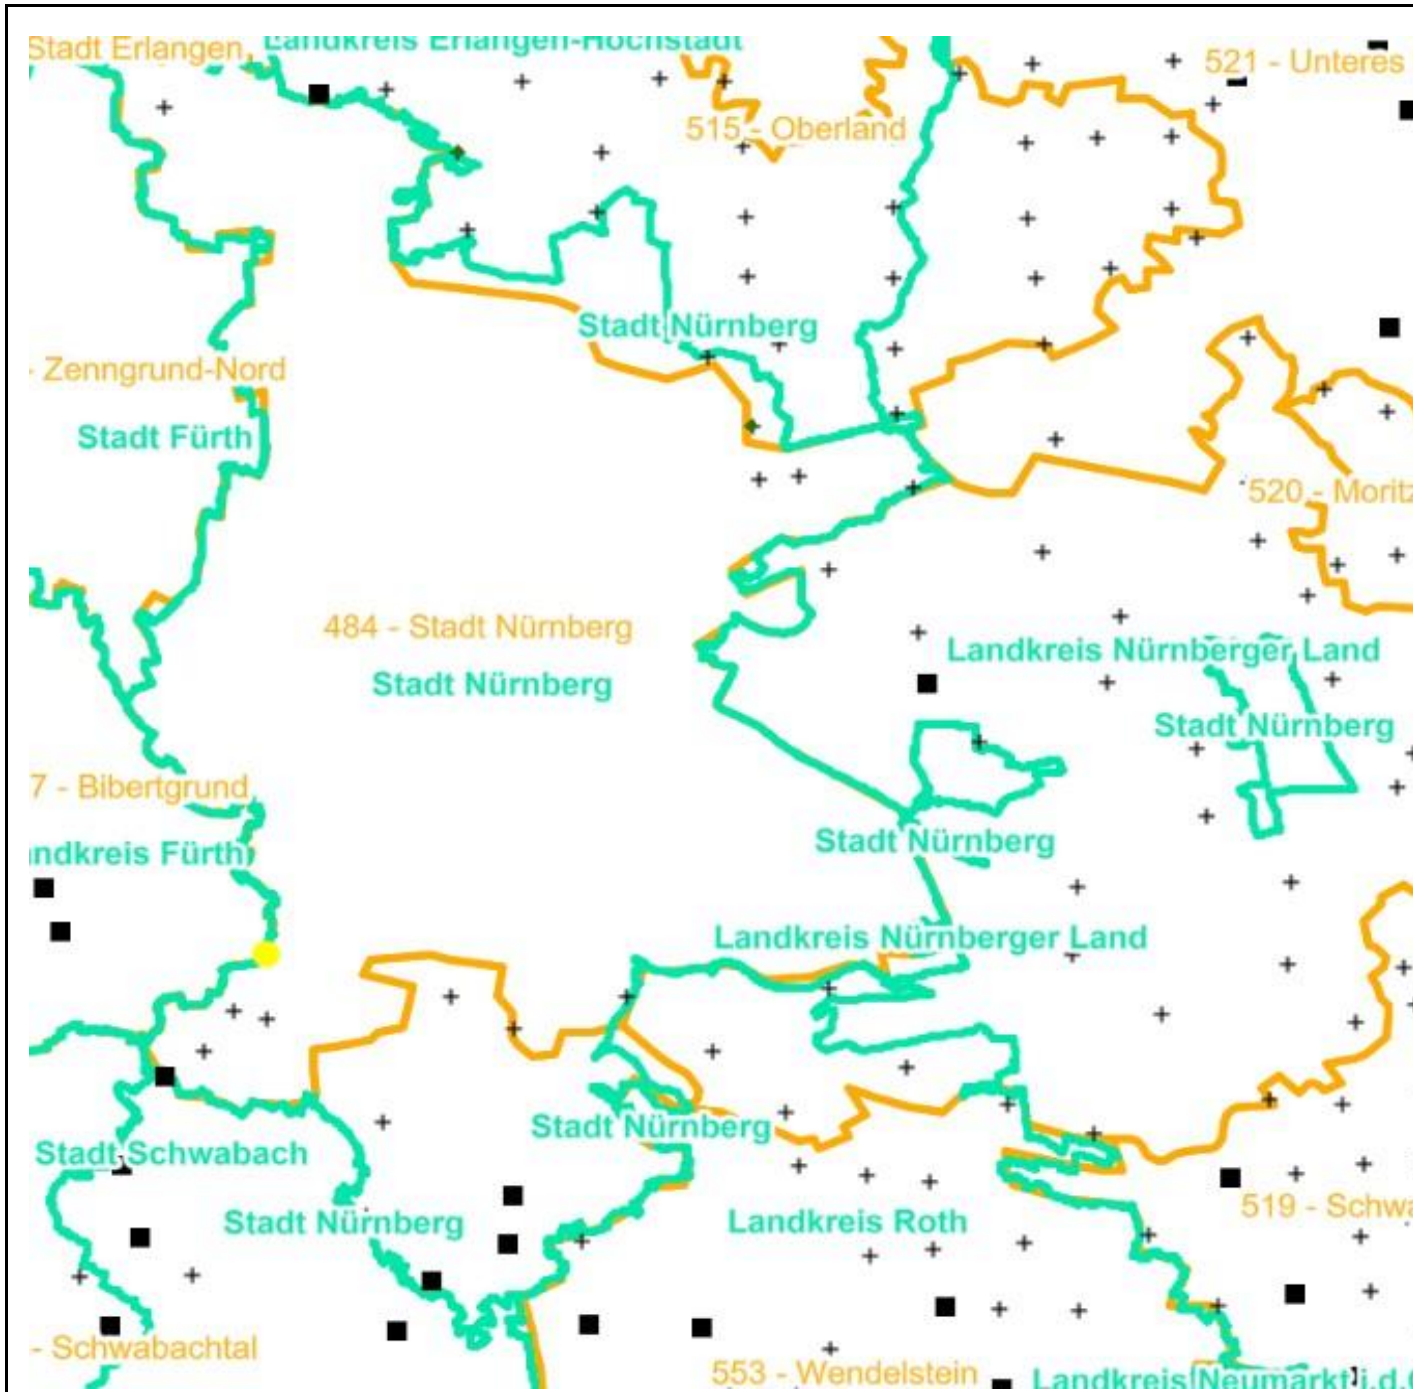 Stadt Erlangen
Landkreis Erlangen-Höchstadt
521 - Unteres
515 - Oberland
Stadt Nürnberg
- Zenngrund-Nord
Stadt Fürth
520 - Moritz
484 - Stadt Nürnberg
Stadt Nürnberg
Landkreis Nürnberger Land
Stadt Nürnberg
7 - Bibertgrund
Stadt Nürnberg
ndkreis Fürth
Landkreis Nürnberger Land
Stadt Nürnberg
Stadt Schwabach
519 - Schwa
Stadt Nürnberg
Landkreis Roth
- Schwabachtal
553 - Wendelstein
Landkreis Neumarkt i.d.